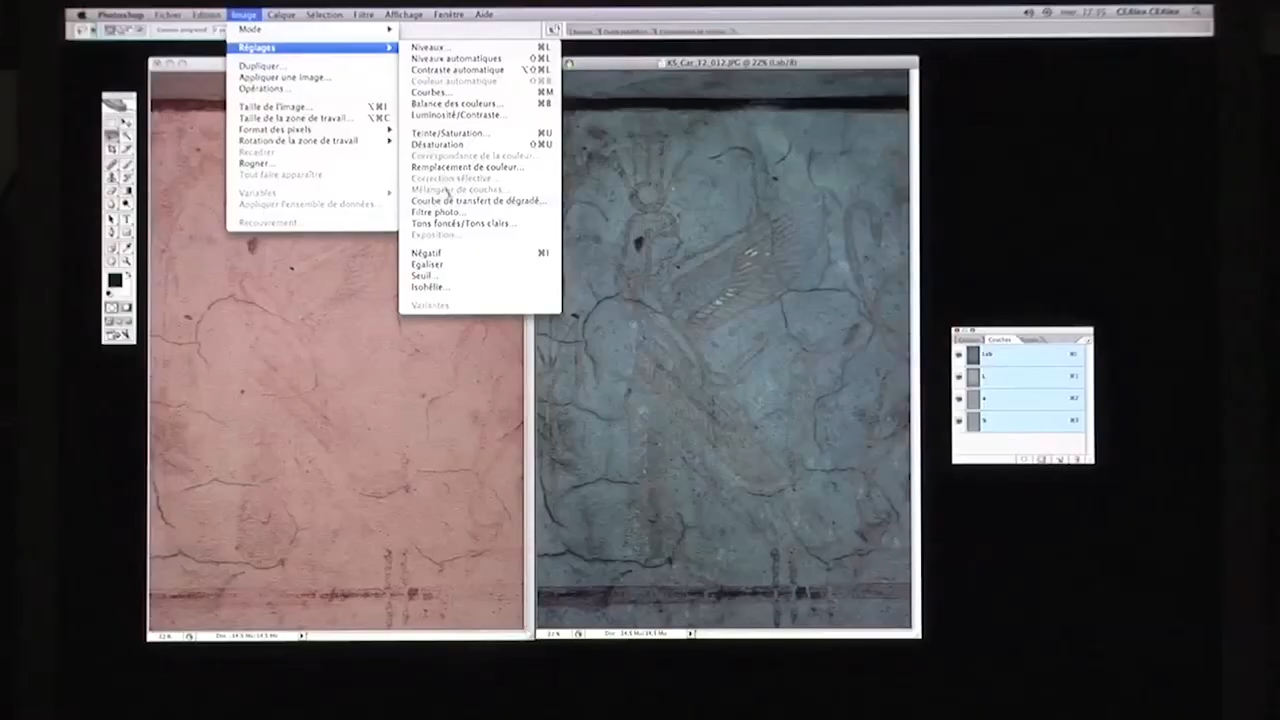 Photoshop Fichier Edition Image Calque Sélection Filtre Affichage Fenêtre Aide
Mode
Réglages
Dupliquer...
Appliquer une image...
Opérations...
Taille de l'image... ⌥⌘I
Taille de la zone de travail... ⌥⌘C
Format des pixels
Rotation de la zone de travail
Recadrer
Rogner...
Tout faire apparaître
Variables
Appliquer l'ensemble de données...
Recouvrement...
Niveaux... ⌘L
Niveaux automatiques ⇧⌘L
Contraste automatique ⌥⇧⌘L
Couleur automatique ⇧⌘B
Courbes... ⌘M
Balance des couleurs... ⌘B
Luminosité/Contraste...
Teinte/Saturation... ⌘U
Désaturation ⇧⌘U
Correspondance de la couleur...
Remplacement de couleur...
Correction sélective...
Mélangeur de couches...
Courbe de transfert de dégradé...
Filtre photo...
Tons foncés/Tons clairs...
Exposition...
Négatif ⌘I
Egaliser
Seuil...
Isohélie...
Variantes
Couches
Lab
L ⌘1
a ⌘2
⌘3
22%